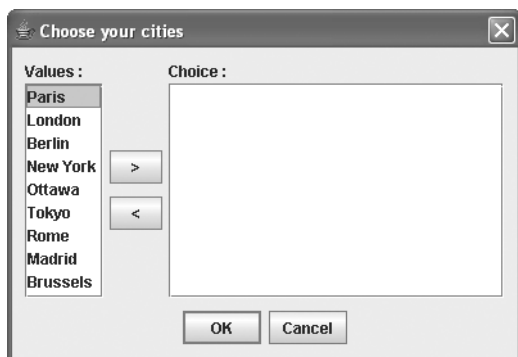 Choose your cities
Values :
Choice :
Paris
London
Berlin
New York
Ottawa
Tokyo
Rome
Madrid
Brussels
>
<
OK
Cancel